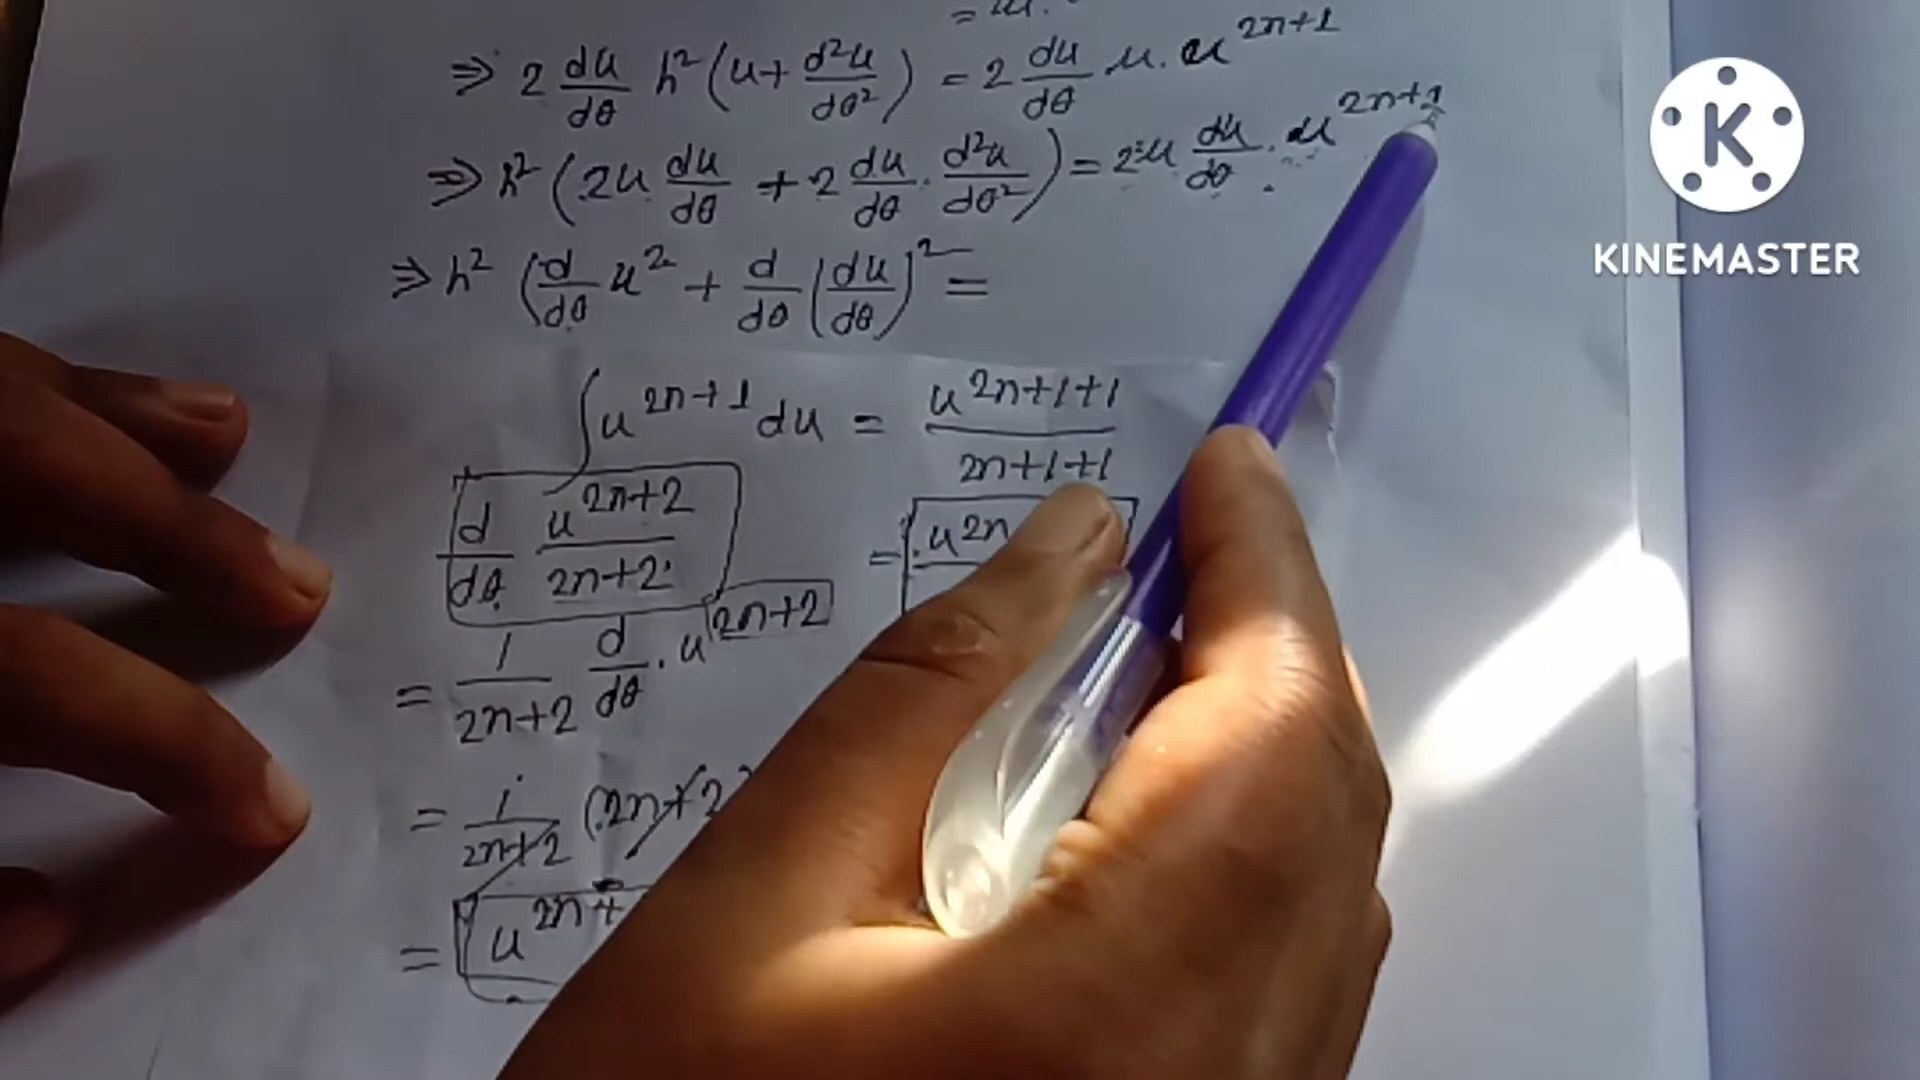 = u.
⇒ 2 du/dθ h²(u + d²u/dθ²) = 2 du/dθ . μ. u^2n+1
⇒ h² (2u du/dθ + 2 du/dθ . d²u/dθ²) = 2μ du/dθ . u^2n+1
⇒ h² (d/dθ u² + d/dθ (du/dθ)² =
∫u^2n+1 du = u^2n+1+1 / 2n+1+1
d/dθ u^2n+2 / 2n+2 = u^2n
= 1/2n+2 d/dθ . u^2n+2
= 1/2n+2 (2n+2
= u^2n+
K
KINEMASTER